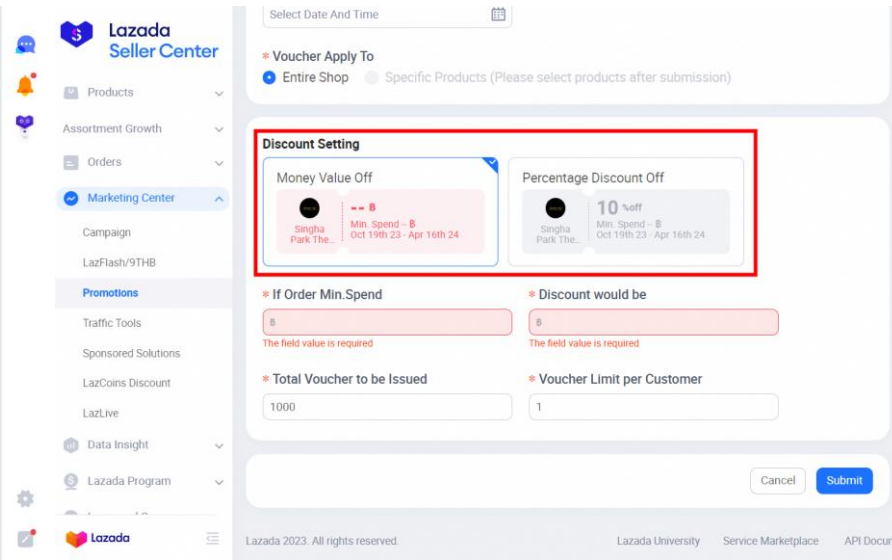 Lazada
Seller Center
Products
Assortment Growth
Orders
Marketing Center
Campaign
LazFlash/9THB
Promotions
Traffic Tools
Sponsored Solutions
LazCoins Discount
LazLive
Data Insight
Lazada Program
Lazada
Select Date And Time
* Voucher Apply To
Entire Shop
Specific Products (Please select products after submission)
Discount Setting
Money Value Off
Singha
Park The...
-- ฿
Min. Spend -- ฿
Oct 19th 23 - Apr 16th 24
Percentage Discount Off
Singha
Park The...
10 %off
Min. Spend -- ฿
Oct 19th 23 - Apr 16th 24
* If Order Min.Spend
฿
The field value is required
* Discount would be
฿
The field value is required
* Total Voucher to be Issued
1000
* Voucher Limit per Customer
1
Cancel
Submit
Lazada 2023. All rights reserved.
Lazada University
Service Marketplace
API Docur